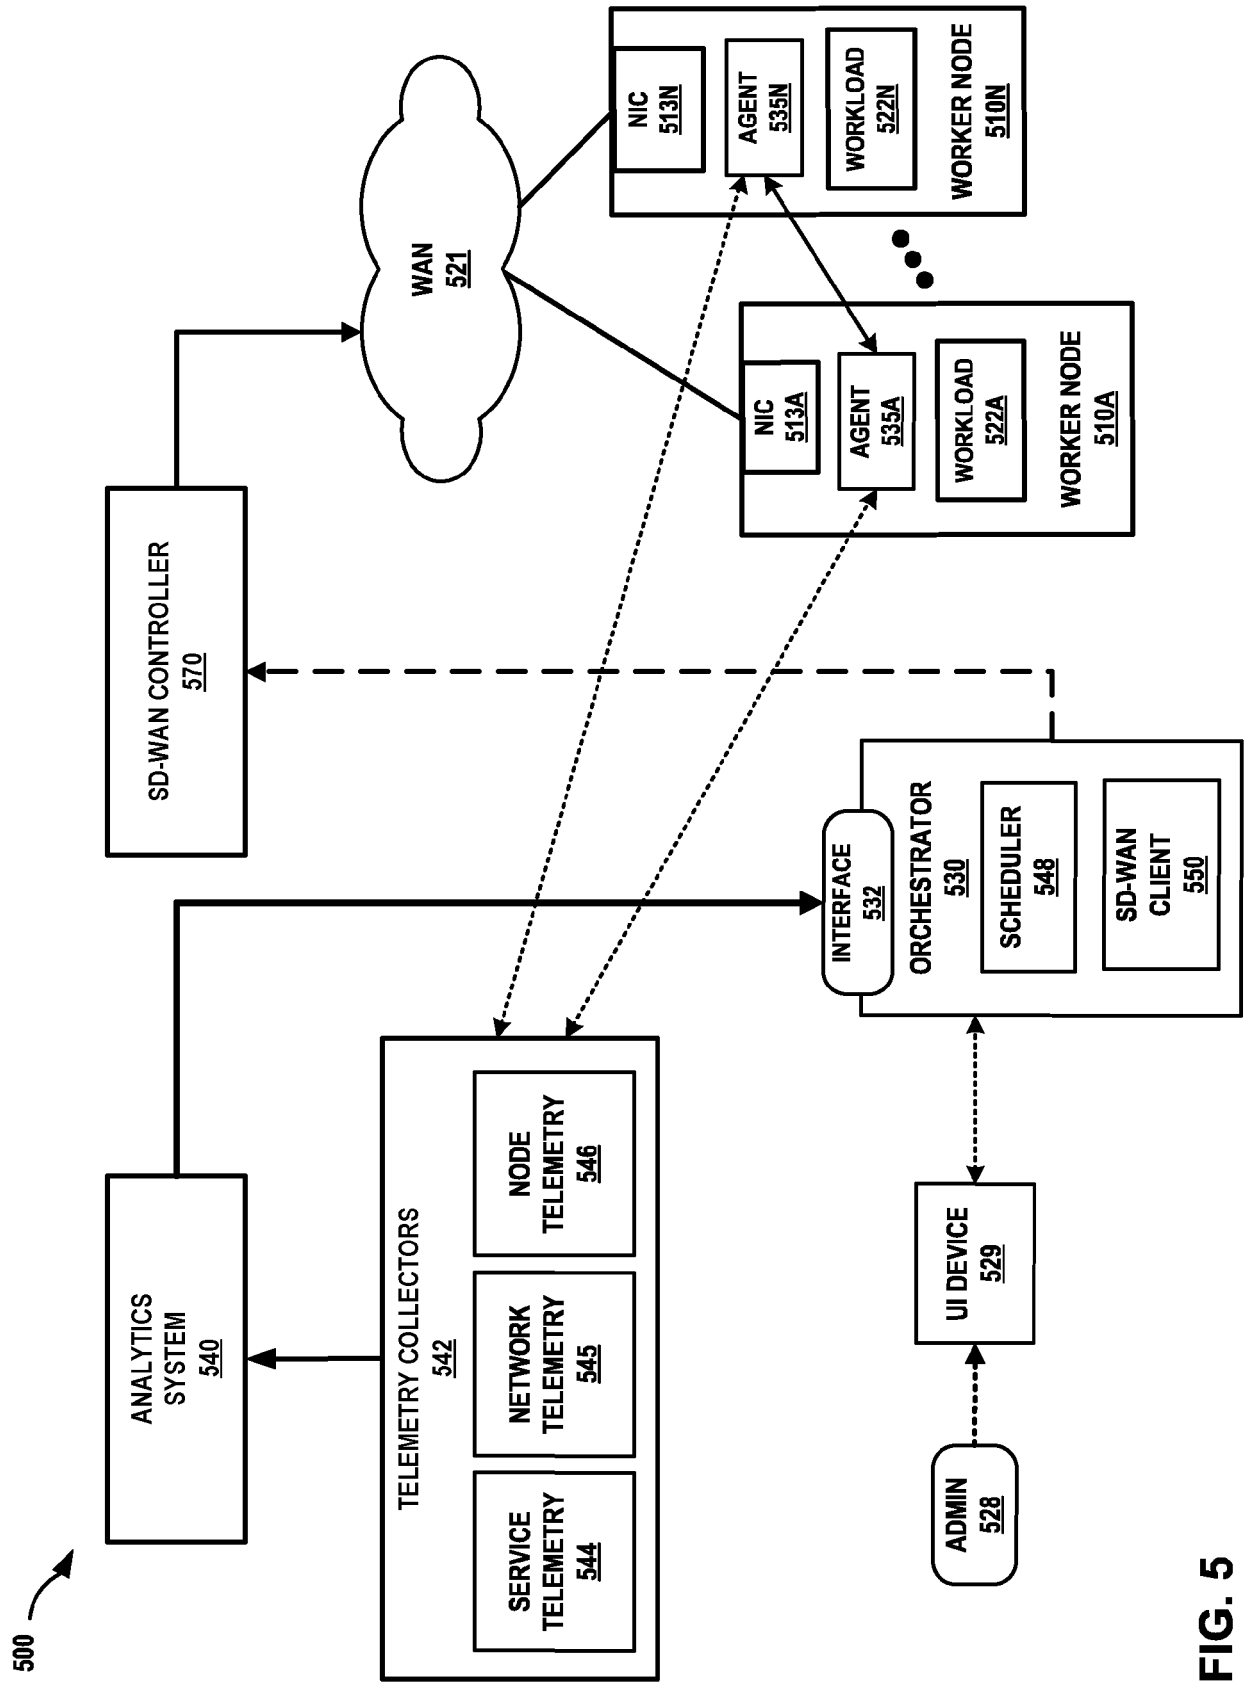 500
ANALYTICS
SYSTEM
540
SD-WAN CONTROLLER
570
WAN
521
TELEMETRY COLLECTORS
542
SERVICE
TELEMETRY
544
NETWORK
TELEMETRY
545
NODE
TELEMETRY
546
NIC
513A
AGENT
535A
WORKLOAD
522A
WORKER NODE
510A
NIC
513N
AGENT
535N
WORKLOAD
522N
WORKER NODE
510N
ADMIN
528
UI DEVICE
529
INTERFACE
532
ORCHESTRATOR
530
SCHEDULER
548
SD-WAN
CLIENT
550
FIG. 5